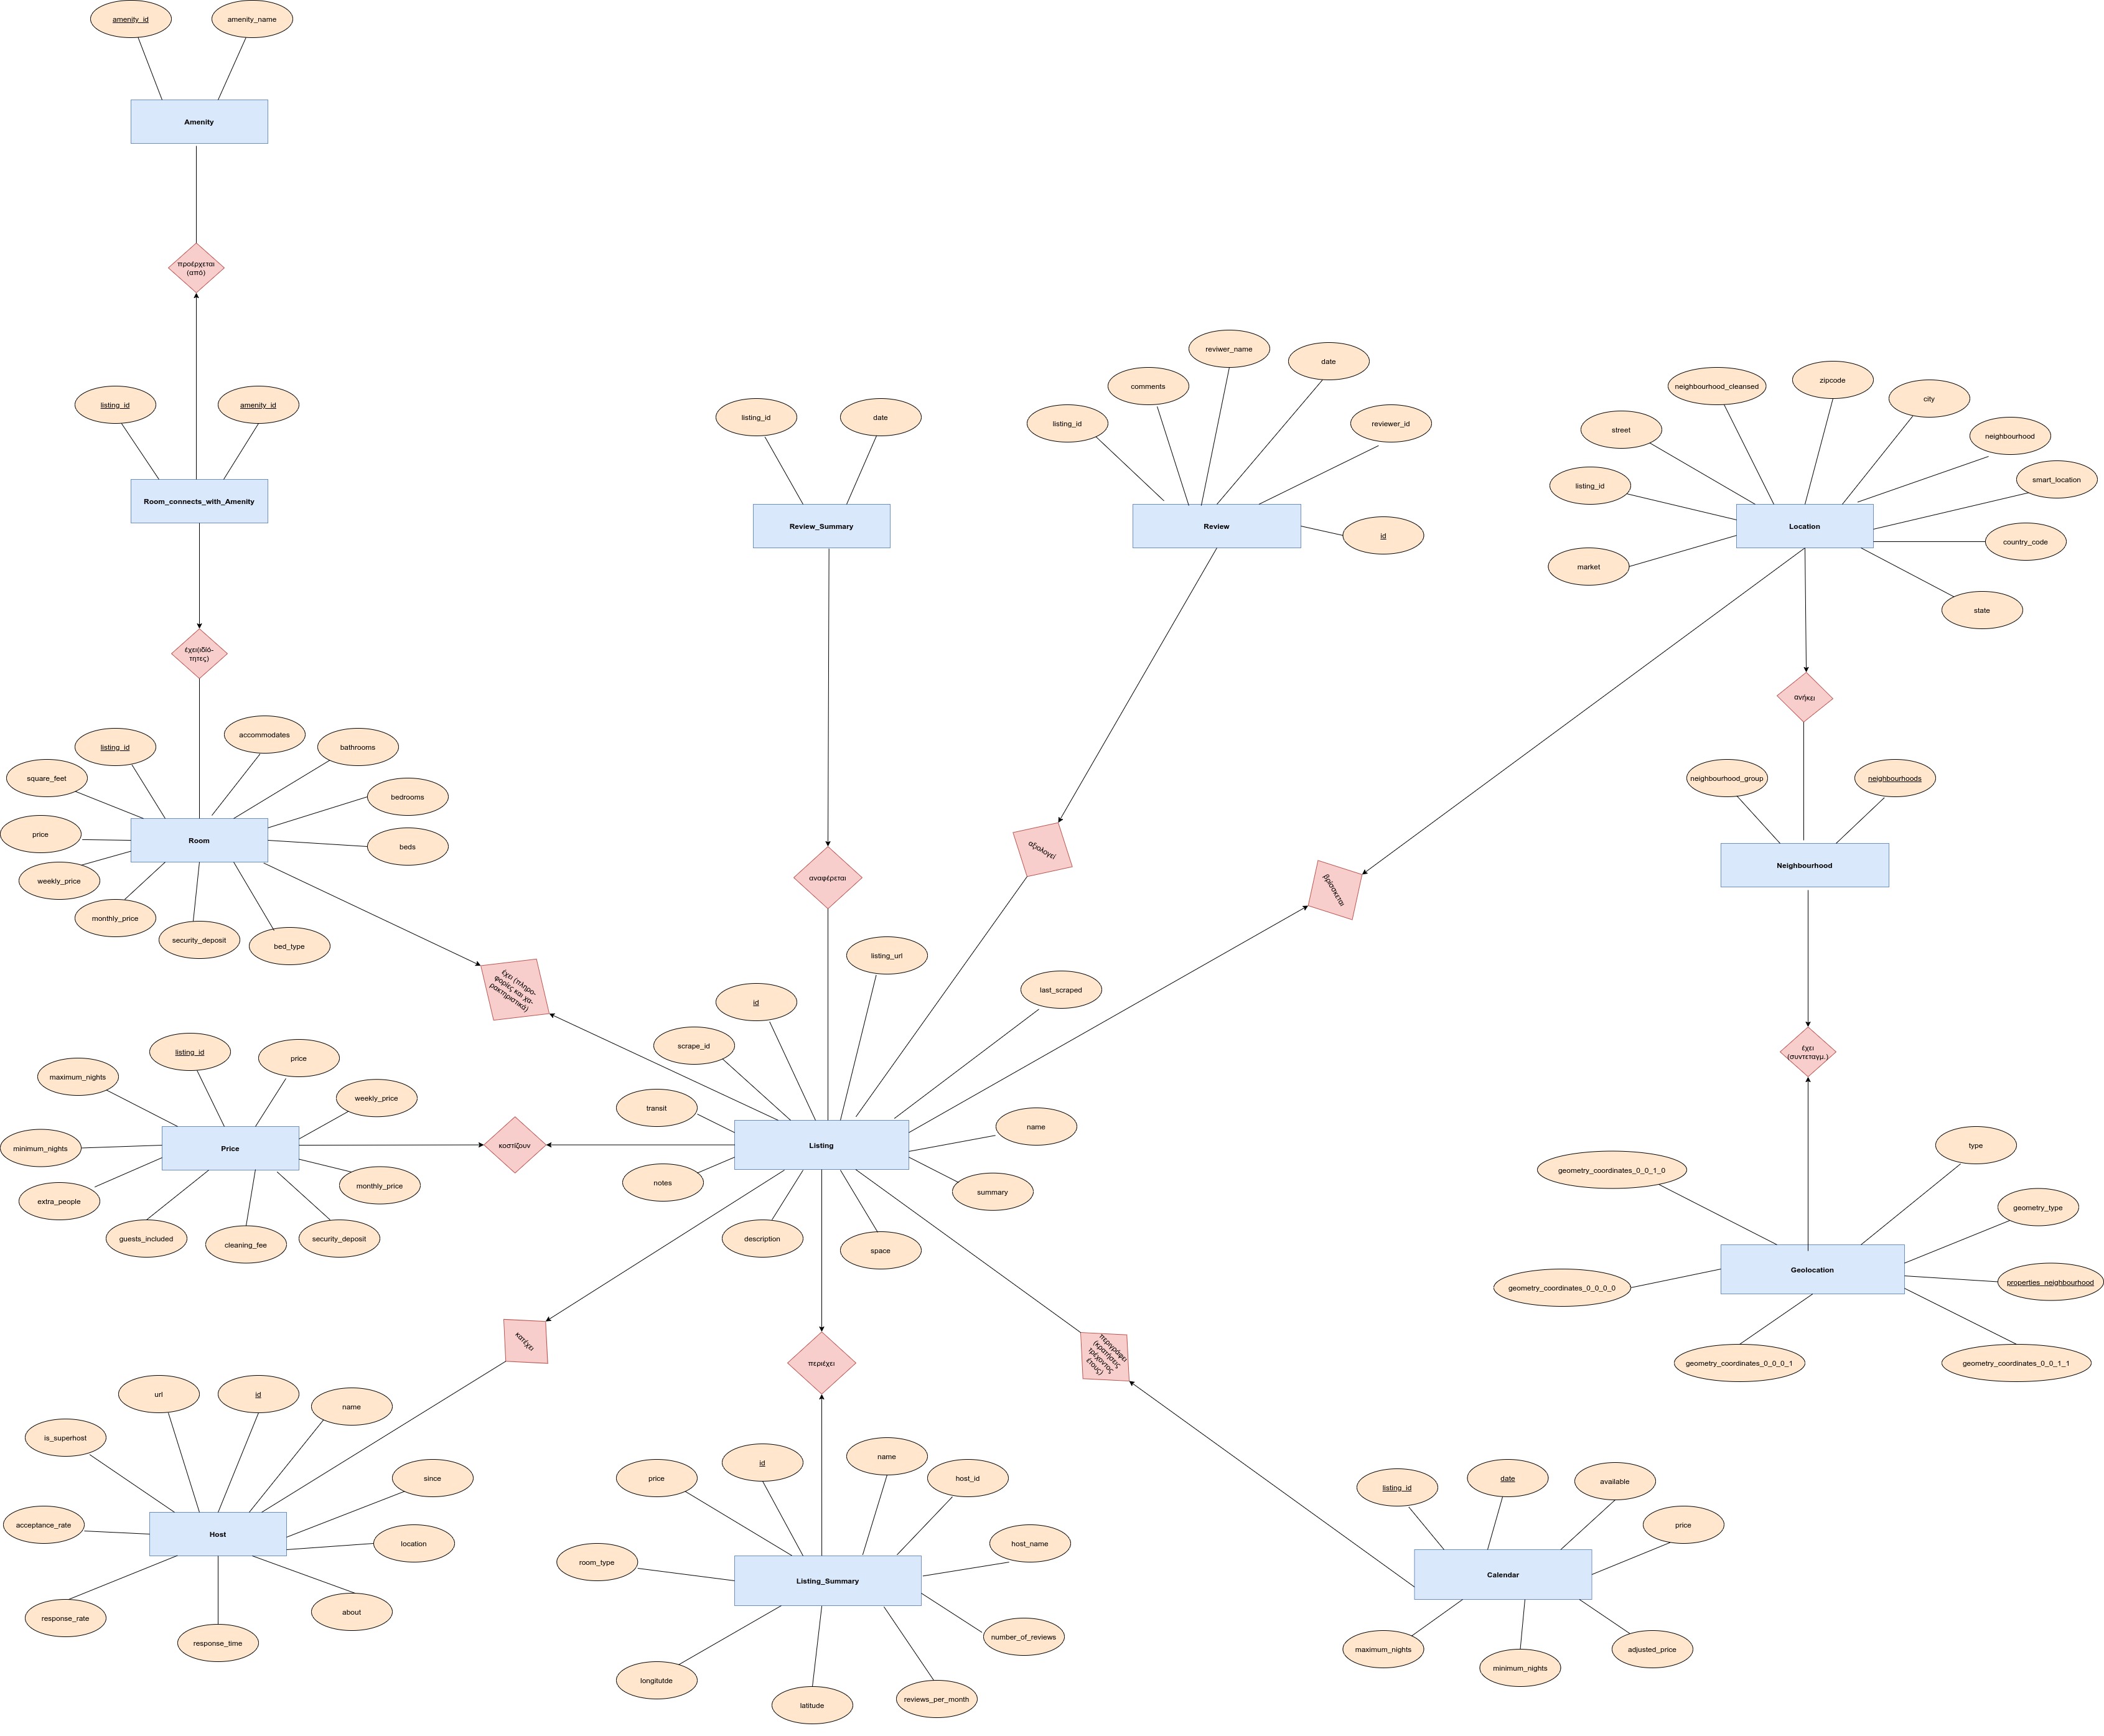 amenity_id
amenity_name
Amenity
προέρχεται
(από)
listing_id
amenity_id
Room_connects_with_Amenity
έχει(ιδιό-
τητες)
listing_id
accommodates
bathrooms
square_feet
bedrooms
price
beds
Room
weekly_price
monthly_price
security_deposit
bed_type
έχει (πληρο-
φορίες και χα-
ρακτηριστικά)
listing_id
date
Review_Summary
αναφέρεται
reviwer_name
date
comments
listing_id
reviewer_id
Review
id
αξιολογεί
zipcode
neighbourhood_cleansed
city
street
neighbourhood
smart_location
listing_id
Location
country_code
market
state
βρίσκεται
ανήκει
neighbourhood_group
neighbourhoods
Neighbourhood
έχει
(συντεταγμ.)
type
geometry_coordinates_0_0_1_0
geometry_type
Geolocation
properties_neighbourhood
geometry_coordinates_0_0_0_0
geometry_coordinates_0_0_0_1
geometry_coordinates_0_0_1_1
listing_id
price
maximum_nights
weekly_price
minimum_nights
Price
monthly_price
extra_people
guests_included
cleaning_fee
security_deposit
κοστίζουν
listing_url
id
last_scraped
scrape_id
transit
name
Listing
notes
summary
description
space
κατέχει
περιέχει
περιγράφει
(κρατήσεις
τρέχοντος
έτους)
url
id
name
is_superhost
since
acceptance_rate
Host
location
response_rate
about
response_time
name
id
price
host_id
host_name
room_type
Listing_Summary
number_of_reviews
longitutde
latitude
reviews_per_month
listing_id
date
available
price
Calendar
maximum_nights
minimum_nights
adjusted_price